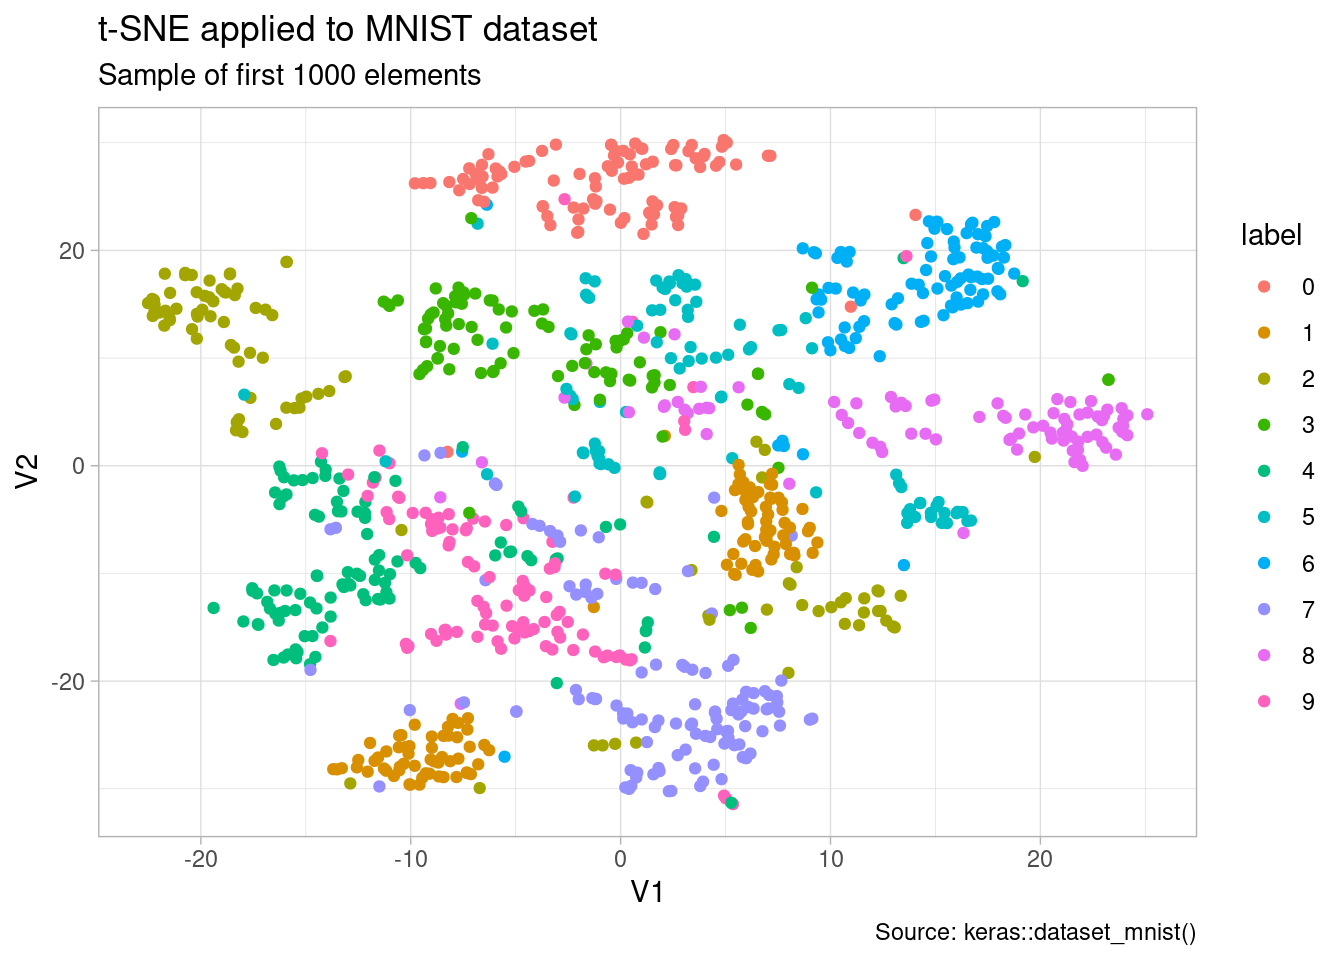 t-SNE applied to MNIST dataset
Sample of first 1000 elements
V2
20
0
-20
-20 -10 0 10 20
V1
label
0
1
2
3
4
5
6
7
8
9
Source: keras::dataset_mnist()